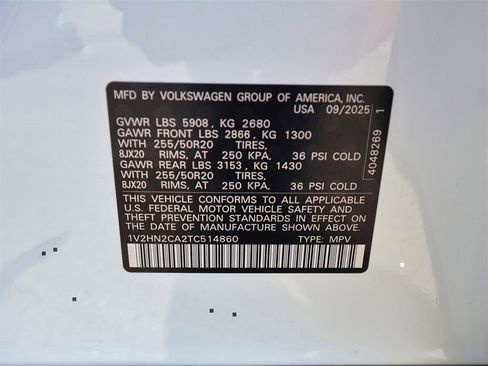 MFD BY VOLKSWAGEN GROUP OF AMERICA, INC.
USA 09/2025
GVWR LBS 5908, KG 2680
GAWR FRONT LBS 2866, KG 1300
WITH 255/50R20 TIRES,
8JX20 RIMS, AT 250 KPA, 36 PSI COLD
GAWR REAR LBS 3153, KG 1430
WITH 255/50R20 TIRES,
8JX20 RIMS, AT 250 KPA, 36 PSI COLD
THIS VEHICLE CONFORMS TO ALL APPLICABLE
U.S. FEDERAL MOTOR VEHICLE SAFETY AND
THEFT PREVENTION STANDARDS IN EFFECT ON
THE DATE OF MANUFACTURE SHOWN ABOVE.
1V2HN2CA2TC514860 TYPE: MPV
4048269 1